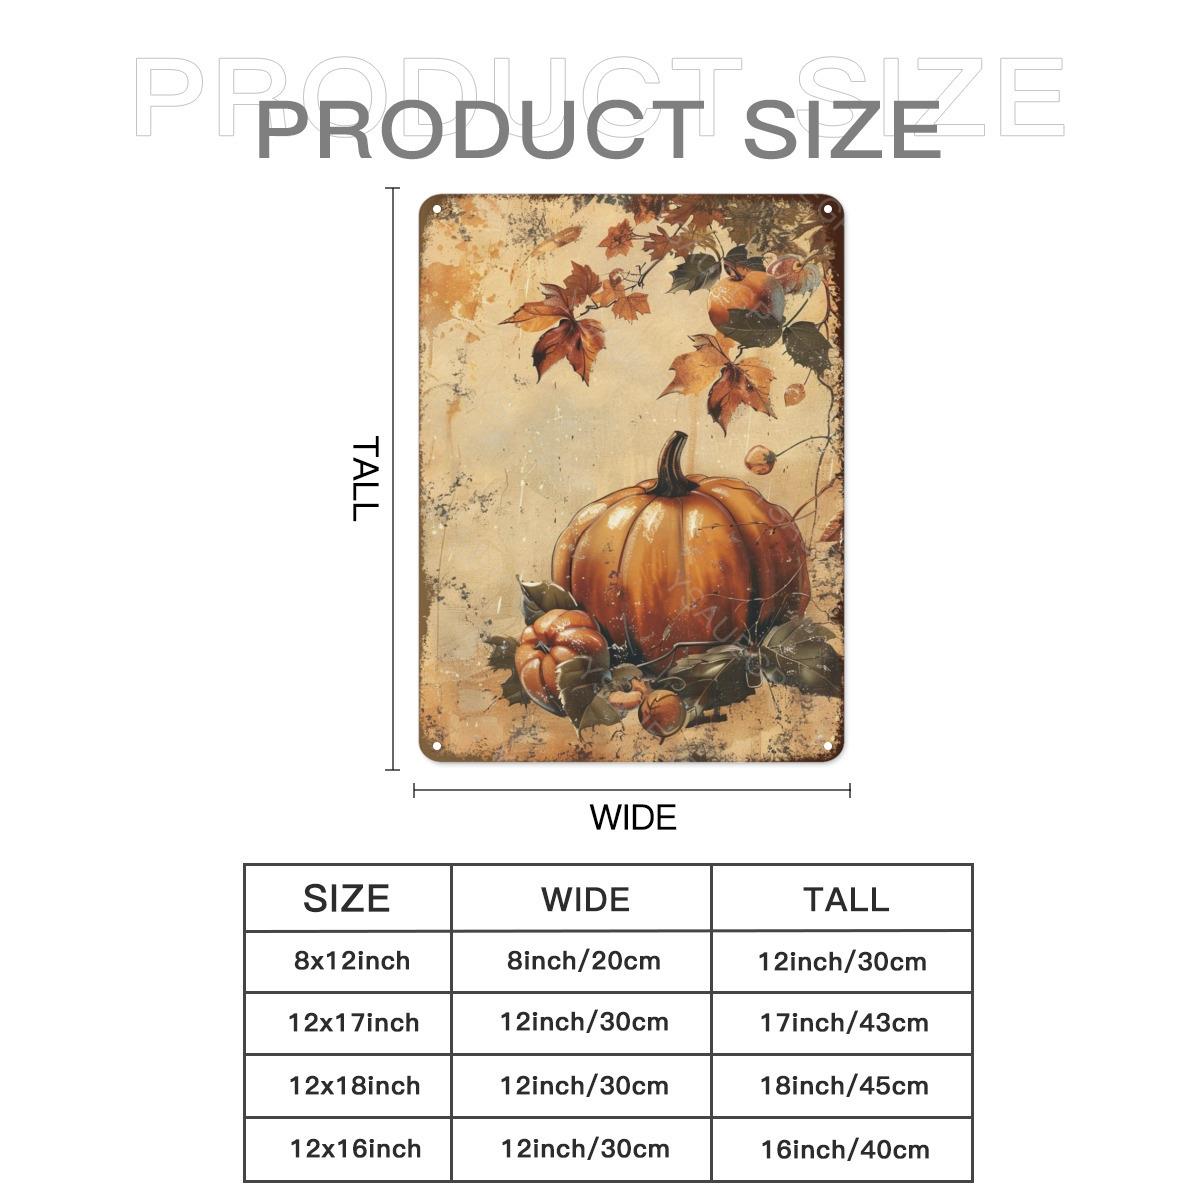 PRODUCT SIZE
PRODUCT SIZE
TALL
WIDE
SIZE WIDE TALL
8x12inch 8inch/20cm 12inch/30cm
12x17inch 12inch/30cm 17inch/43cm
12x18inch 12inch/30cm 18inch/45cm
12x16inch 12inch/30cm 16inch/40cm